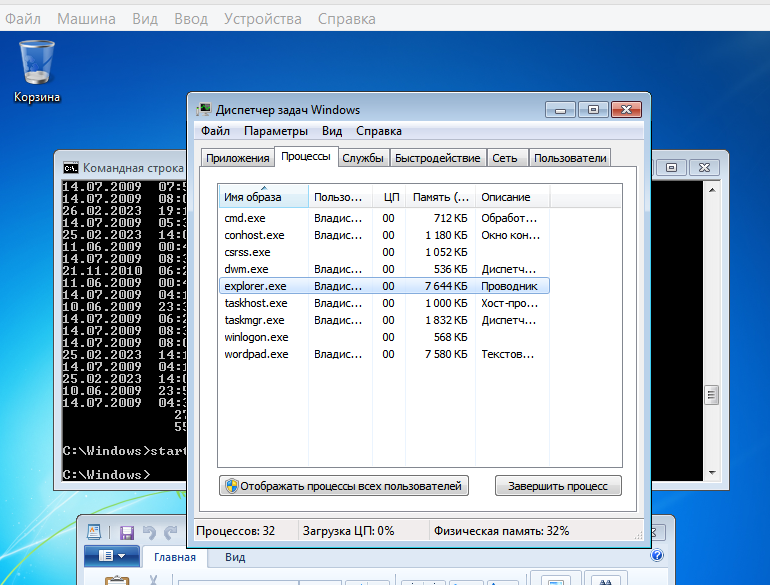 Файл Машина Вид Ввод Устройства Справка
Корзина
Диспетчер задач Windows
Файл Параметры Вид Справка
Приложения Процессы Службы Быстродействие Сеть Пользователи
Имя образа Пользо... ЦП Память (... Описание
cmd.exe Владис... 00 712 КБ Обработ...
conhost.exe Владис... 00 1 180 КБ Окно кон...
csrss.exe 00 1 052 КБ
dwm.exe Владис... 00 536 КБ Диспетч...
explorer.exe Владис... 00 7 644 КБ Проводник
taskhost.exe Владис... 00 1 000 КБ Хост-про...
taskmgr.exe Владис... 00 1 832 КБ Диспетч...
winlogon.exe 00 568 КБ
wordpad.exe Владис... 00 7 580 КБ Текстов...
Отображать процессы всех пользователей Завершить процесс
Процессов: 32 Загрузка ЦП: 0% Физическая память: 32%
Командная строка
14.07.2009 07:5
14.07.2009 08:
26.02.2023 19:1
14.07.2009 05:3
25.02.2023 14:0
11.06.2009 00:4
14.07.2009 08:3
21.11.2010 06:2
11.06.2009 00:4
14.07.2009 04:1
10.06.2009 23:3
14.07.2009 06:2
14.07.2009 08:3
14.07.2009 08:
25.02.2023 14:1
14.07.2009 04:1
25.02.2023 14:
10.06.2009 23:5
14.07.2009 04:3
27
55
C:\Windows>start
C:\Windows>
Главная Вид